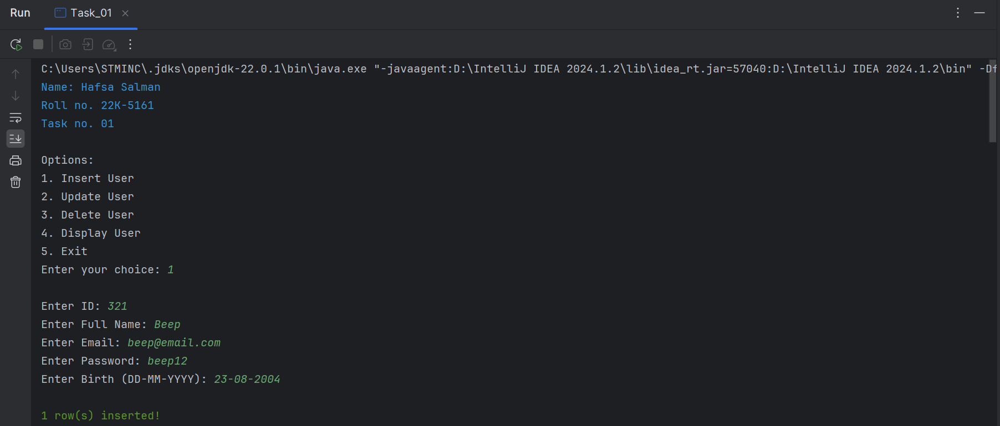 Run Task_01
C:\Users\STMINC\.jdks\openjdk-22.0.1\bin\java.exe "-javaagent:D:\IntelliJ IDEA 2024.1.2\lib\idea_rt.jar=57040:D:\IntelliJ IDEA 2024.1.2\bin" -Df
Name: Hafsa Salman
Roll no. 22K-5161
Task no. 01
Options:
1. Insert User
2. Update User
3. Delete User
4. Display User
5. Exit
Enter your choice: 1
Enter ID: 321
Enter Full Name: Beep
Enter Email: beep@email.com
Enter Password: beep12
Enter Birth (DD-MM-YYYY): 23-08-2004
1 row(s) inserted!